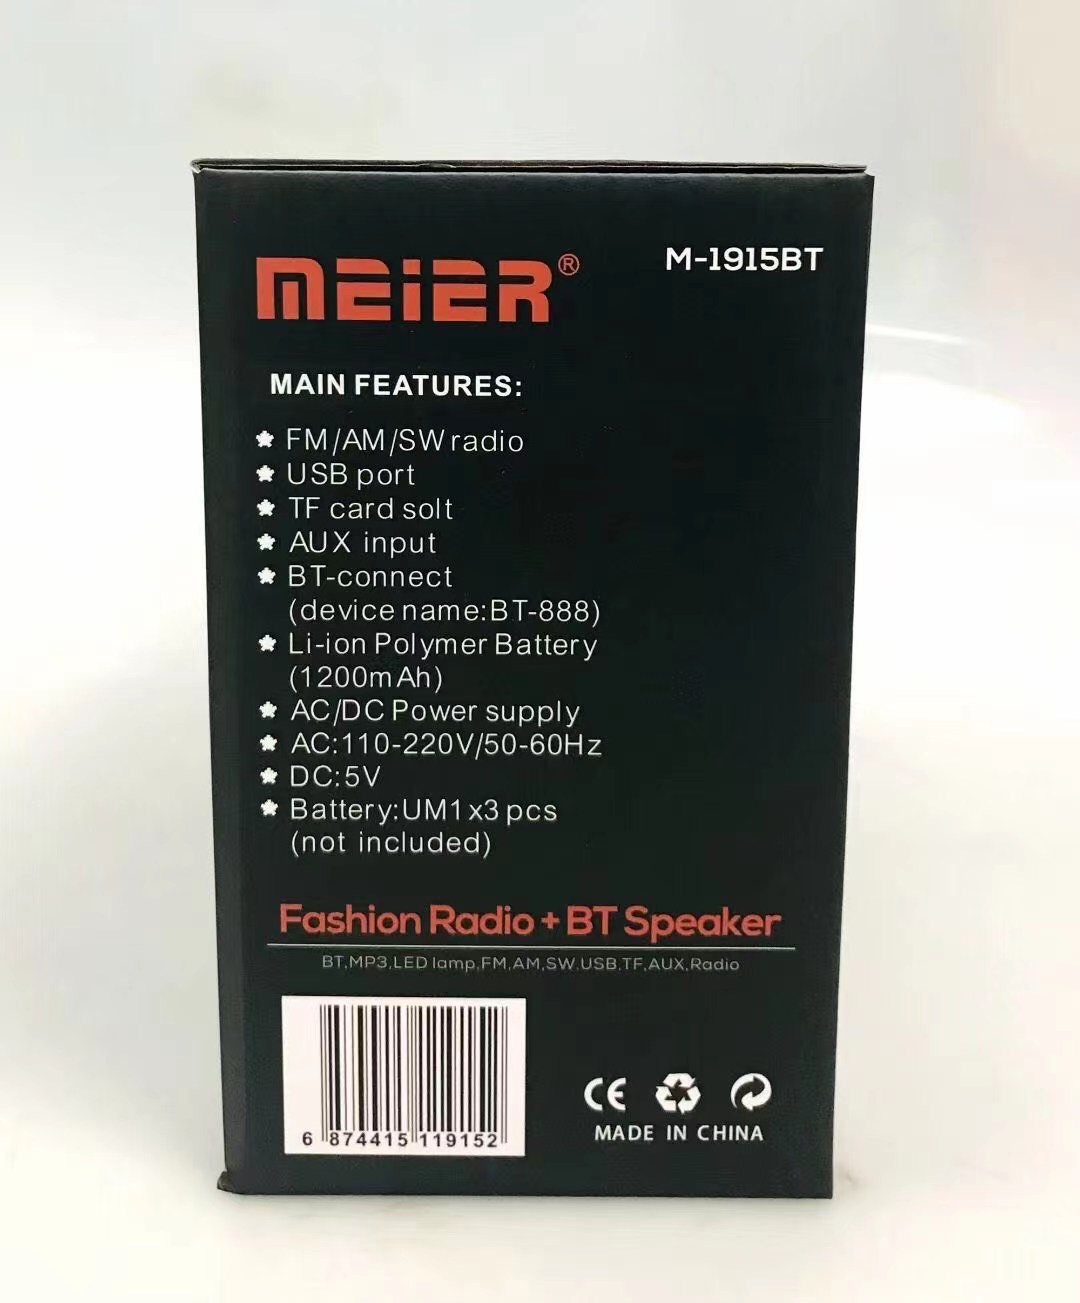 MEIER®
M-1915BT
MAIN FEATURES:
FM/AM/SW radio
USB port
TF card solt
AUX input
BT-connect
(device name:BT-888)
Li-ion Polymer Battery
(1200mAh)
AC/DC Power supply
AC:110-220V/50-60Hz
DC:5V
Battery:UM1 x3 pcs
(not included)
Fashion Radio + BT Speaker
BT,MP3,LED lamp,FM,AM,SW,USB,TF,AUX,Radio
6 874415 119152
CE
MADE IN CHINA